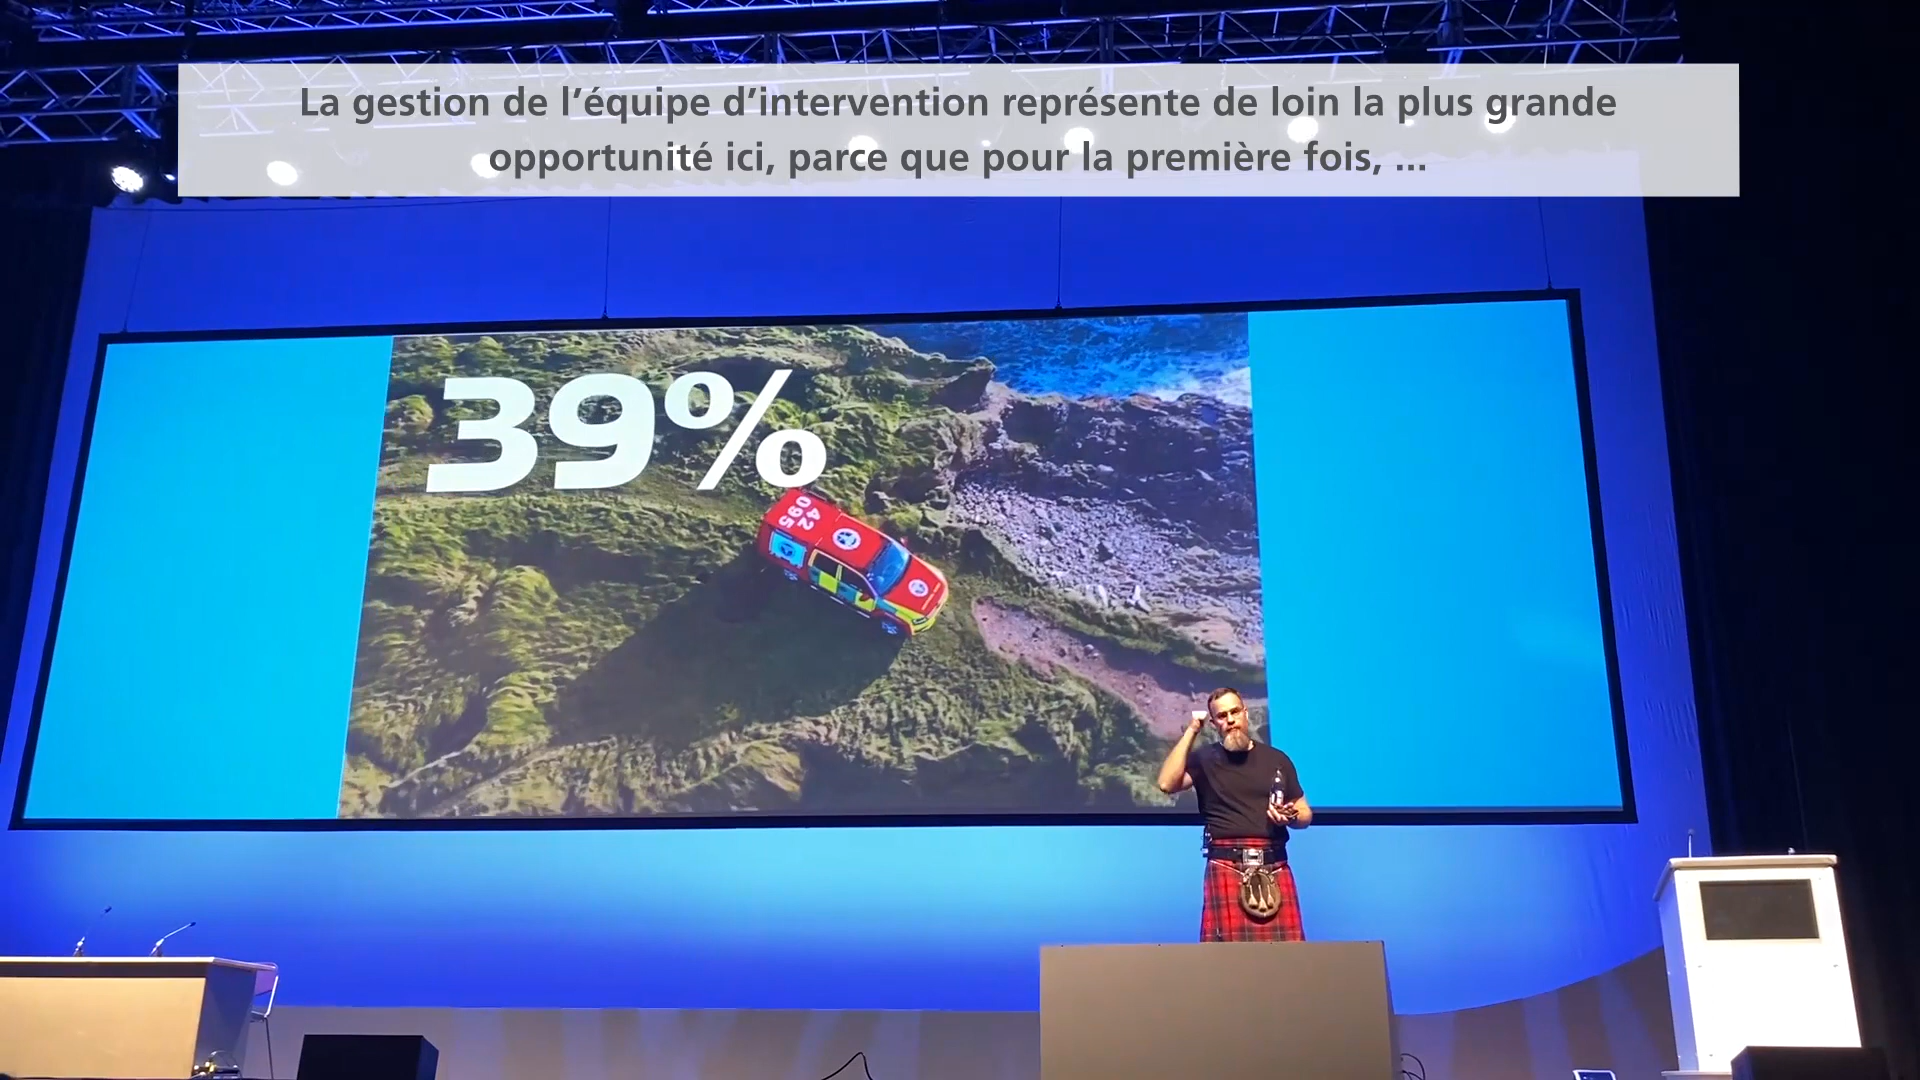 La gestion de l’équipe d’intervention représente de loin la plus grande
opportunité ici, parce que pour la première fois, ...
39%
42
095